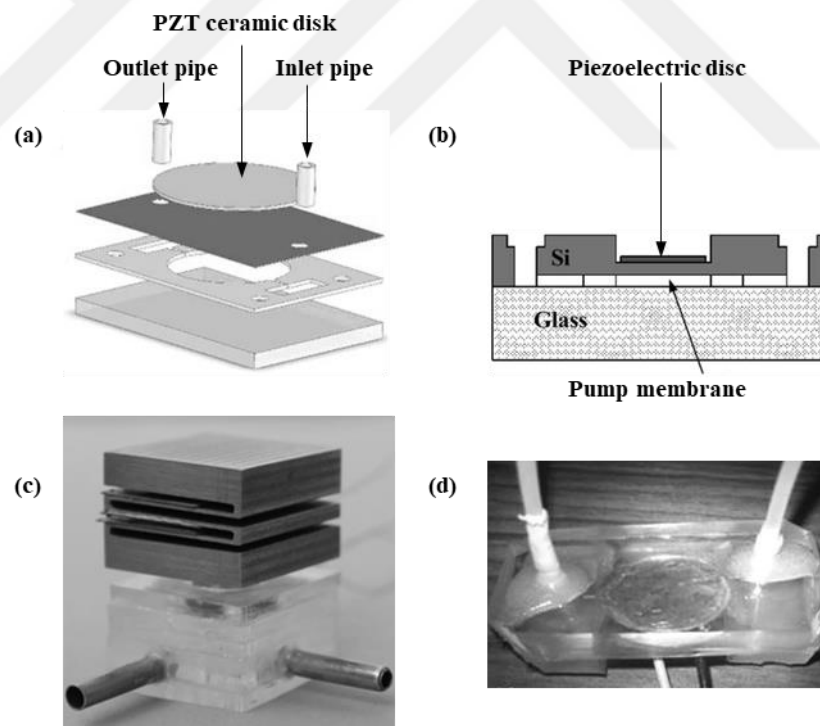 PZT ceramic disk
Outlet pipe
Inlet pipe
(a)
Piezoelectric disc
(b)
Si
Glass
Pump membrane
(c)
(d)